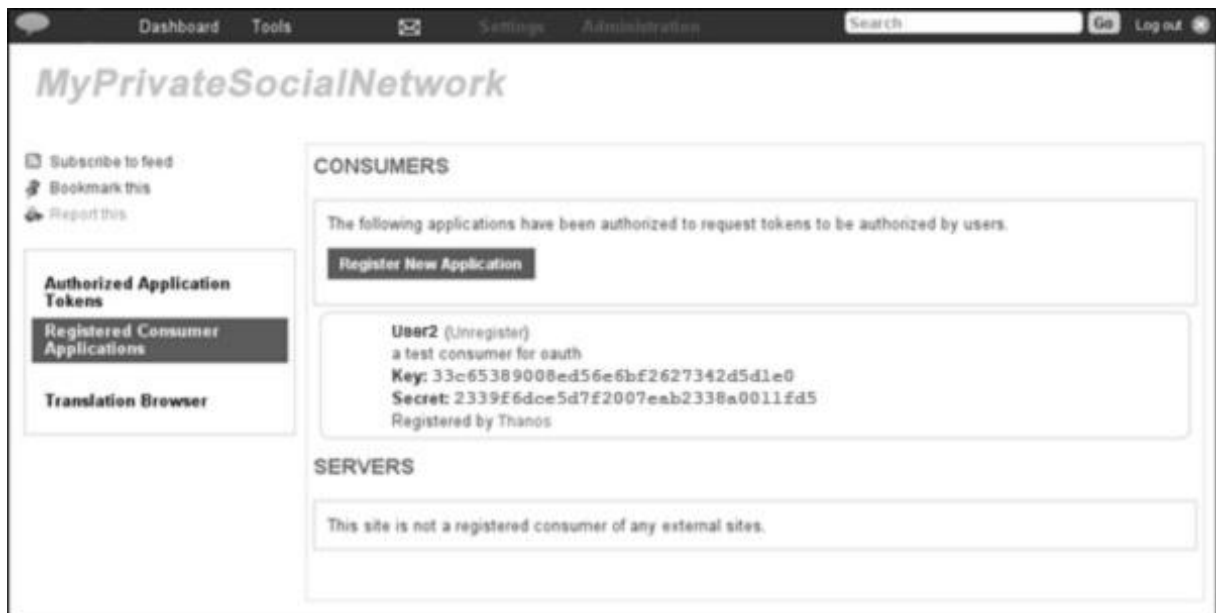 Dashboard Tools Settings Administration Search Go Log out
MyPrivateSocialNetwork
Subscribe to feed
Bookmark this
Report this
Authorized Application
Tokens
Registered Consumer
Applications
Translation Browser
CONSUMERS
The following applications have been authorized to request tokens to be authorized by users.
Register New Application
User2 (Unregister)
a test consumer for oauth
Key: 33c65389008ed56e6bf2627342d5d1e0
Secret: 2339f6dce5d7f2007eab2338a0011fd5
Registered by Thanos
SERVERS
This site is not a registered consumer of any external sites.